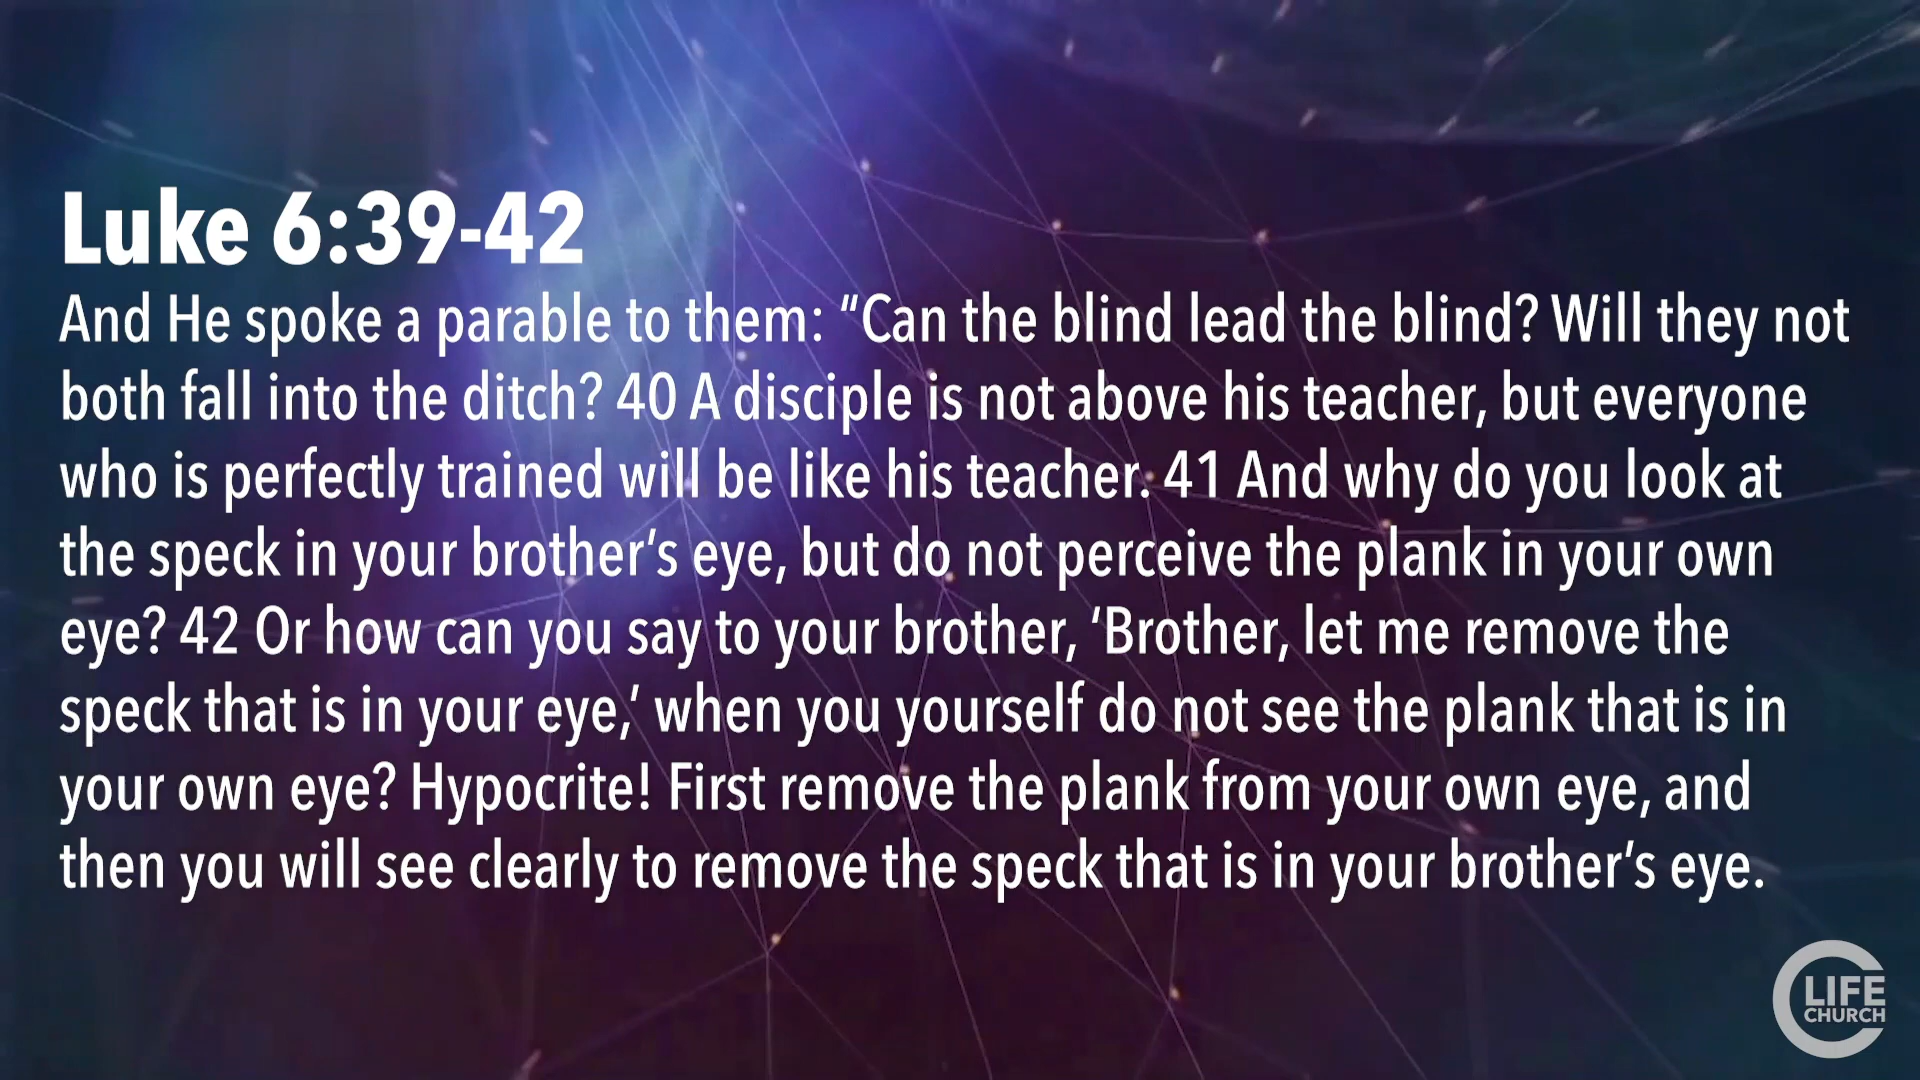 Luke 6:39-42
And He spoke a parable to them: “Can the blind lead the blind? Will they not
both fall into the ditch? 40 A disciple is not above his teacher, but everyone
who is perfectly trained will be like his teacher. 41 And why do you look at
the speck in your brother’s eye, but do not perceive the plank in your own
eye? 42 Or how can you say to your brother, ‘Brother, let me remove the
speck that is in your eye,’ when you yourself do not see the plank that is in
your own eye? Hypocrite! First remove the plank from your own eye, and
then you will see clearly to remove the speck that is in your brother’s eye.
LIFE
CHURCH